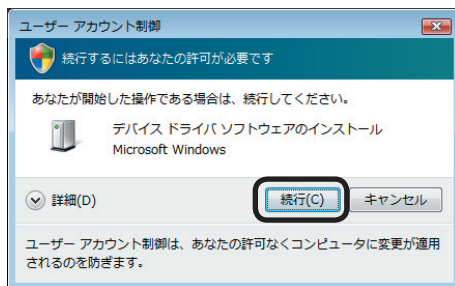 ユーザー アカウント制御
続行するにはあなたの許可が必要です
あなたが開始した操作である場合は、続行してください。
デバイス ドライバ ソフトウェアのインストール
Microsoft Windows
詳細(D)
続行(C)
キャンセル
ユーザー アカウント制御は、あなたの許可なくコンピュータに変更が適用
されるのを防ぎます。